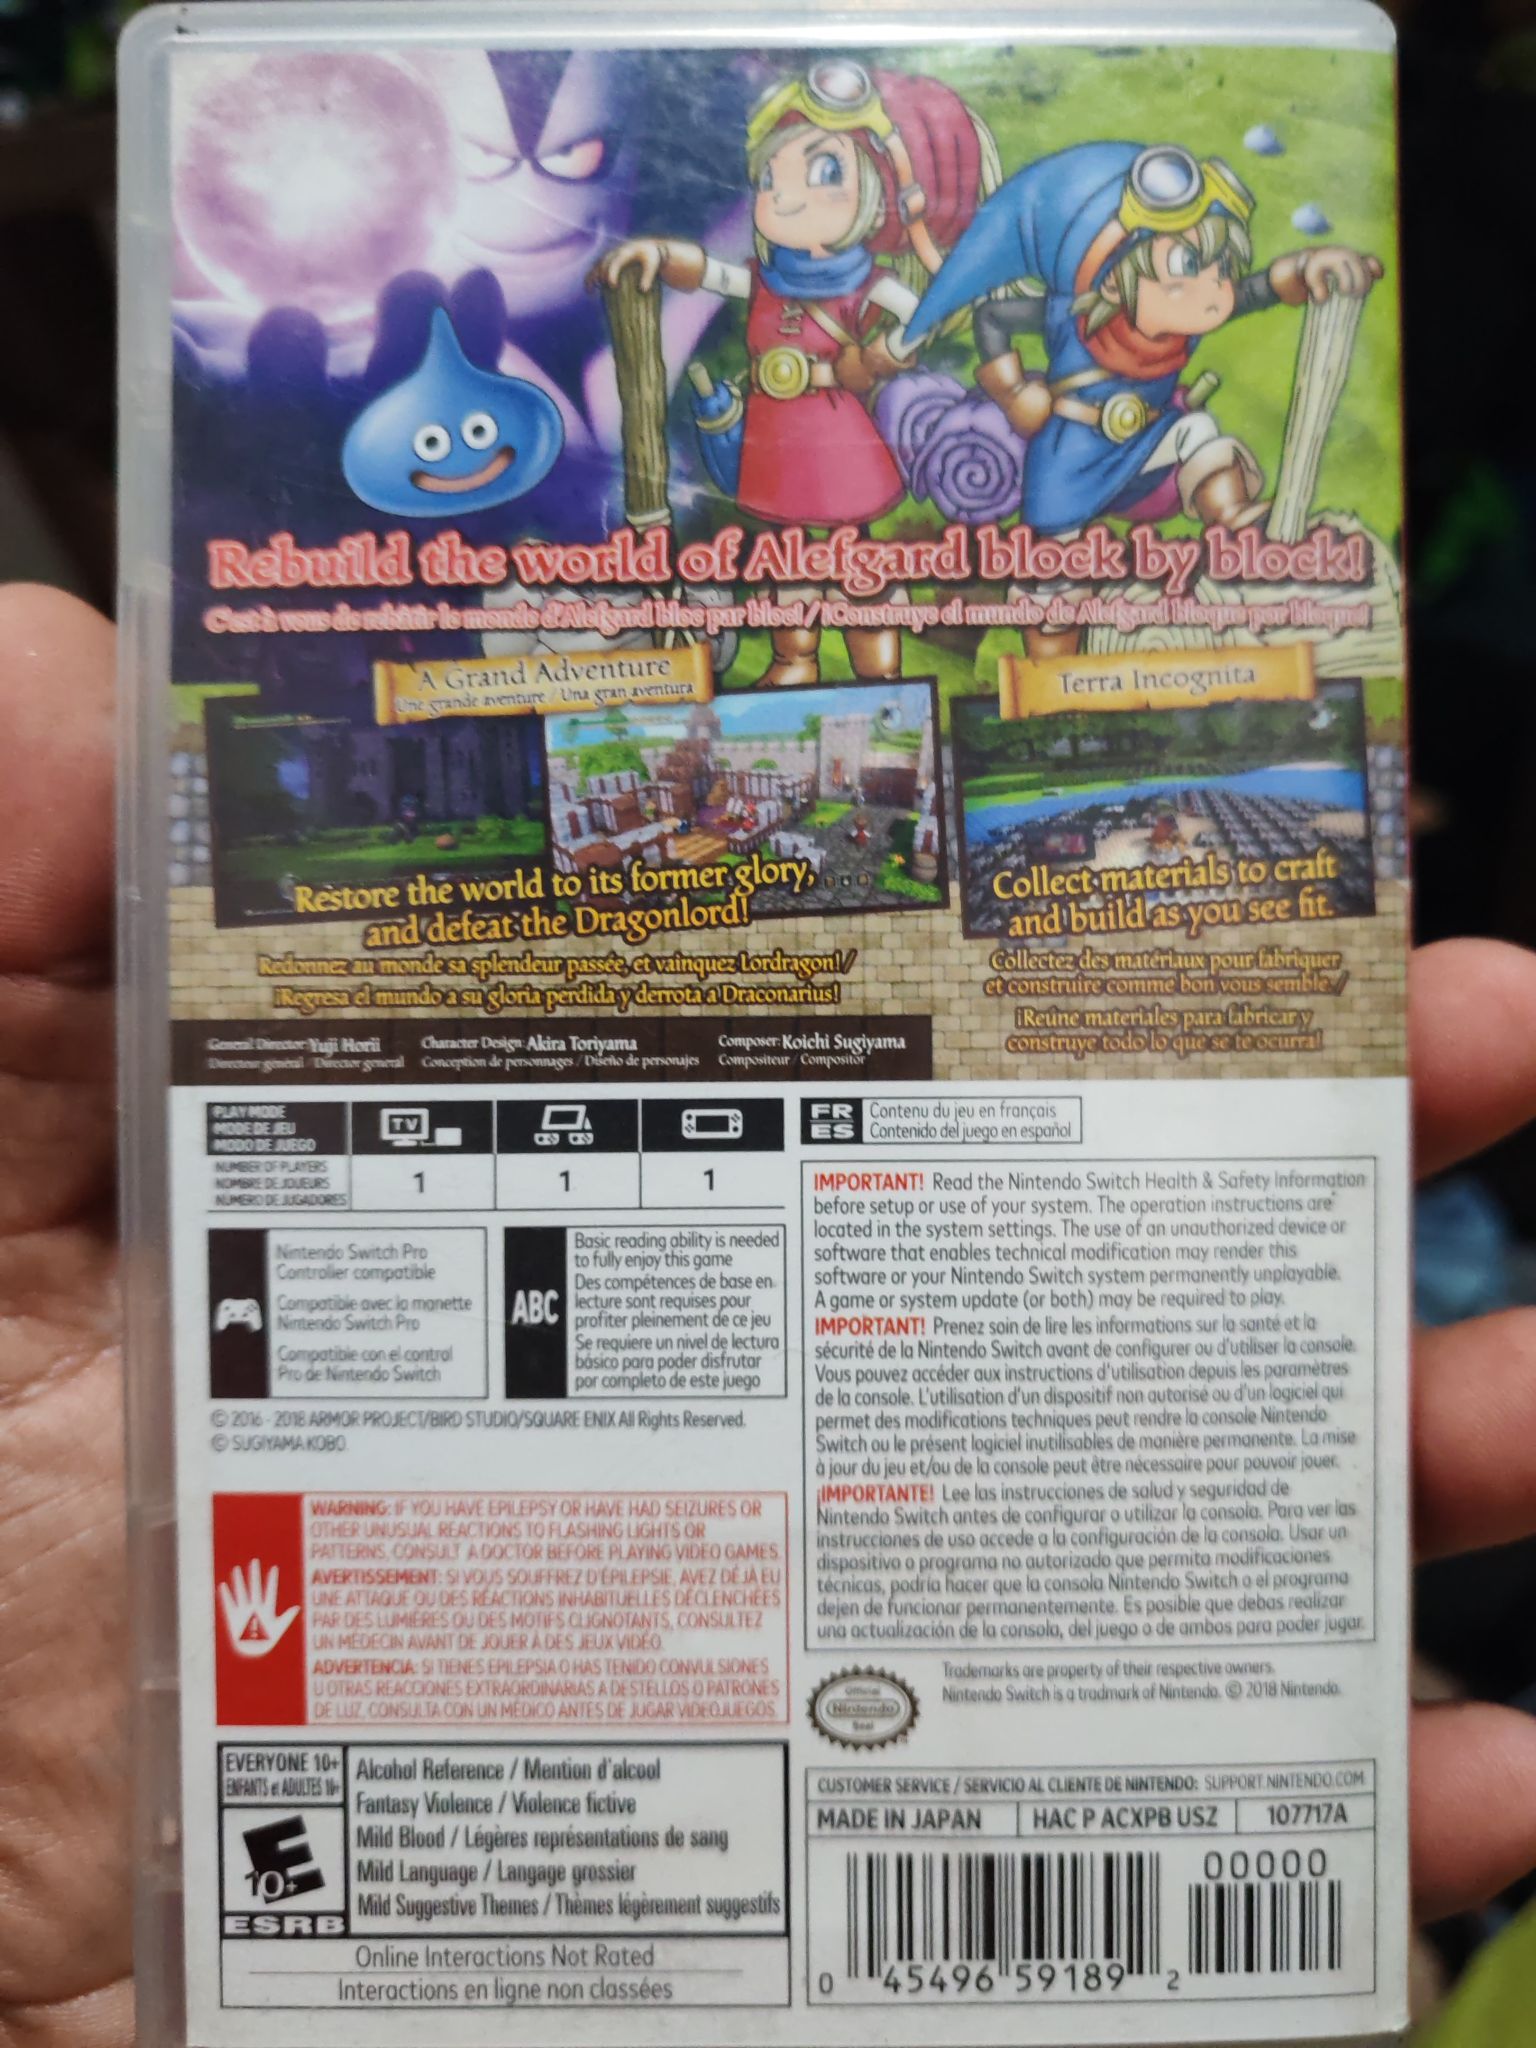 Rebuild the world of Alefgard block by block!
C'est à vous de rebâtir le monde d'Alefgard bloc par bloc! / ¡Construye el mundo de Alefgard bloque por bloque!
A Grand Adventure
Une grande aventure / Una gran aventura
Terra Incognita
Restore the world to its former glory,
and defeat the Dragonlord!
Redonnez au monde sa splendeur passée, et vainquez Lordragon! /
¡Regresa el mundo a su gloria perdida y derrota a Draconarius!
Collect materials to craft
and build as you see fit.
Collectez des matériaux pour fabriquer
et construire comme bon vous semble. /
¡Reúne materiales para fabricar y
construye todo lo que se te ocurra!
General Director: Yuji Horii
Directeur général / Director general
Character Design: Akira Toriyama
Conception de personnages / Diseño de personajes
Composer: Koichi Sugiyama
Compositeur / Compositor
PLAY MODE
MODE DE JEU
MODO DE JUEGO
TV
NUMBER OF PLAYERS
NOMBRE DE JOUEURS
NÚMERO DE JUGADORES
1 1 1
FR Contenu du jeu en français
ES Contenido del juego en español
Nintendo Switch Pro
Controller compatible
Compatible avec la manette
Nintendo Switch Pro
Compatible con el control
Pro de Nintendo Switch
ABC
Basic reading ability is needed
to fully enjoy this game
Des compétences de base en
lecture sont requises pour
profiter pleinement de ce jeu
Se requiere un nivel de lectura
básico para poder disfrutar
por completo de este juego
© 2016 - 2018 ARMOR PROJECT/BIRD STUDIO/SQUARE ENIX All Rights Reserved.
© SUGIYAMA KOBO
IMPORTANT! Read the Nintendo Switch Health & Safety Information
before setup or use of your system. The operation instructions are
located in the system settings. The use of an unauthorized device or
software that enables technical modification may render this
software or your Nintendo Switch system permanently unplayable.
A game or system update (or both) may be required to play.
IMPORTANT! Prenez soin de lire les informations sur la santé et la
sécurité de la Nintendo Switch avant de configurer ou d'utiliser la console.
Vous pouvez accéder aux instructions d'utilisation depuis les paramètres
de la console. L'utilisation d'un dispositif non autorisé ou d'un logiciel qui
permet des modifications techniques peut rendre la console Nintendo
Switch ou le présent logiciel inutilisables de manière permanente. La mise
à jour du jeu et/ou de la console peut être nécessaire pour pouvoir jouer.
¡IMPORTANTE! Lee las instrucciones de salud y seguridad de
Nintendo Switch antes de configurar o utilizar la consola. Para ver las
instrucciones de uso accede a la configuración de la consola. Usar un
dispositivo o programa no autorizado que permita modificaciones
técnicas, podría hacer que la consola Nintendo Switch o el programa
dejen de funcionar permanentemente. Es posible que debas realizar
una actualización de la consola, del juego o de ambos para poder jugar.
WARNING: IF YOU HAVE EPILEPSY OR HAVE HAD SEIZURES OR
OTHER UNUSUAL REACTIONS TO FLASHING LIGHTS OR
PATTERNS, CONSULT A DOCTOR BEFORE PLAYING VIDEO GAMES.
AVERTISSEMENT: SI VOUS SOUFFREZ D'ÉPILEPSIE, AVEZ DÉJÀ EU
UNE ATTAQUE OU DES RÉACTIONS INHABITUELLES DÉCLENCHÉES
PAR DES LUMIÈRES OU DES MOTIFS CLIGNOTANTS, CONSULTEZ
UN MÉDECIN AVANT DE JOUER À DES JEUX VIDÉO.
ADVERTENCIA: SI TIENES EPILEPSIA O HAS TENIDO CONVULSIONES
U OTRAS REACCIONES EXTRAORDINARIAS A DESTELLOS O PATRONES
DE LUZ, CONSULTA CON UN MÉDICO ANTES DE JUGAR VIDEOJUEGOS.
Official
Nintendo
Seal
Trademarks are property of their respective owners.
Nintendo Switch is a tradmark of Nintendo. © 2018 Nintendo.
EVERYONE 10+
ENFANTS et ADULTES 10+
E
10+
ESRB
Alcohol Reference / Mention d'alcool
Fantasy Violence / Violence fictive
Mild Blood / Légères représentations de sang
Mild Language / Langage grossier
Mild Suggestive Themes / Thèmes légèrement suggestifs
Online Interactions Not Rated
Interactions en ligne non classées
CUSTOMER SERVICE / SERVICIO AL CLIENTE DE NINTENDO: SUPPORT.NINTENDO.COM
MADE IN JAPAN HAC P ACXPB USZ 107717A
00000
0 45496 59189 2